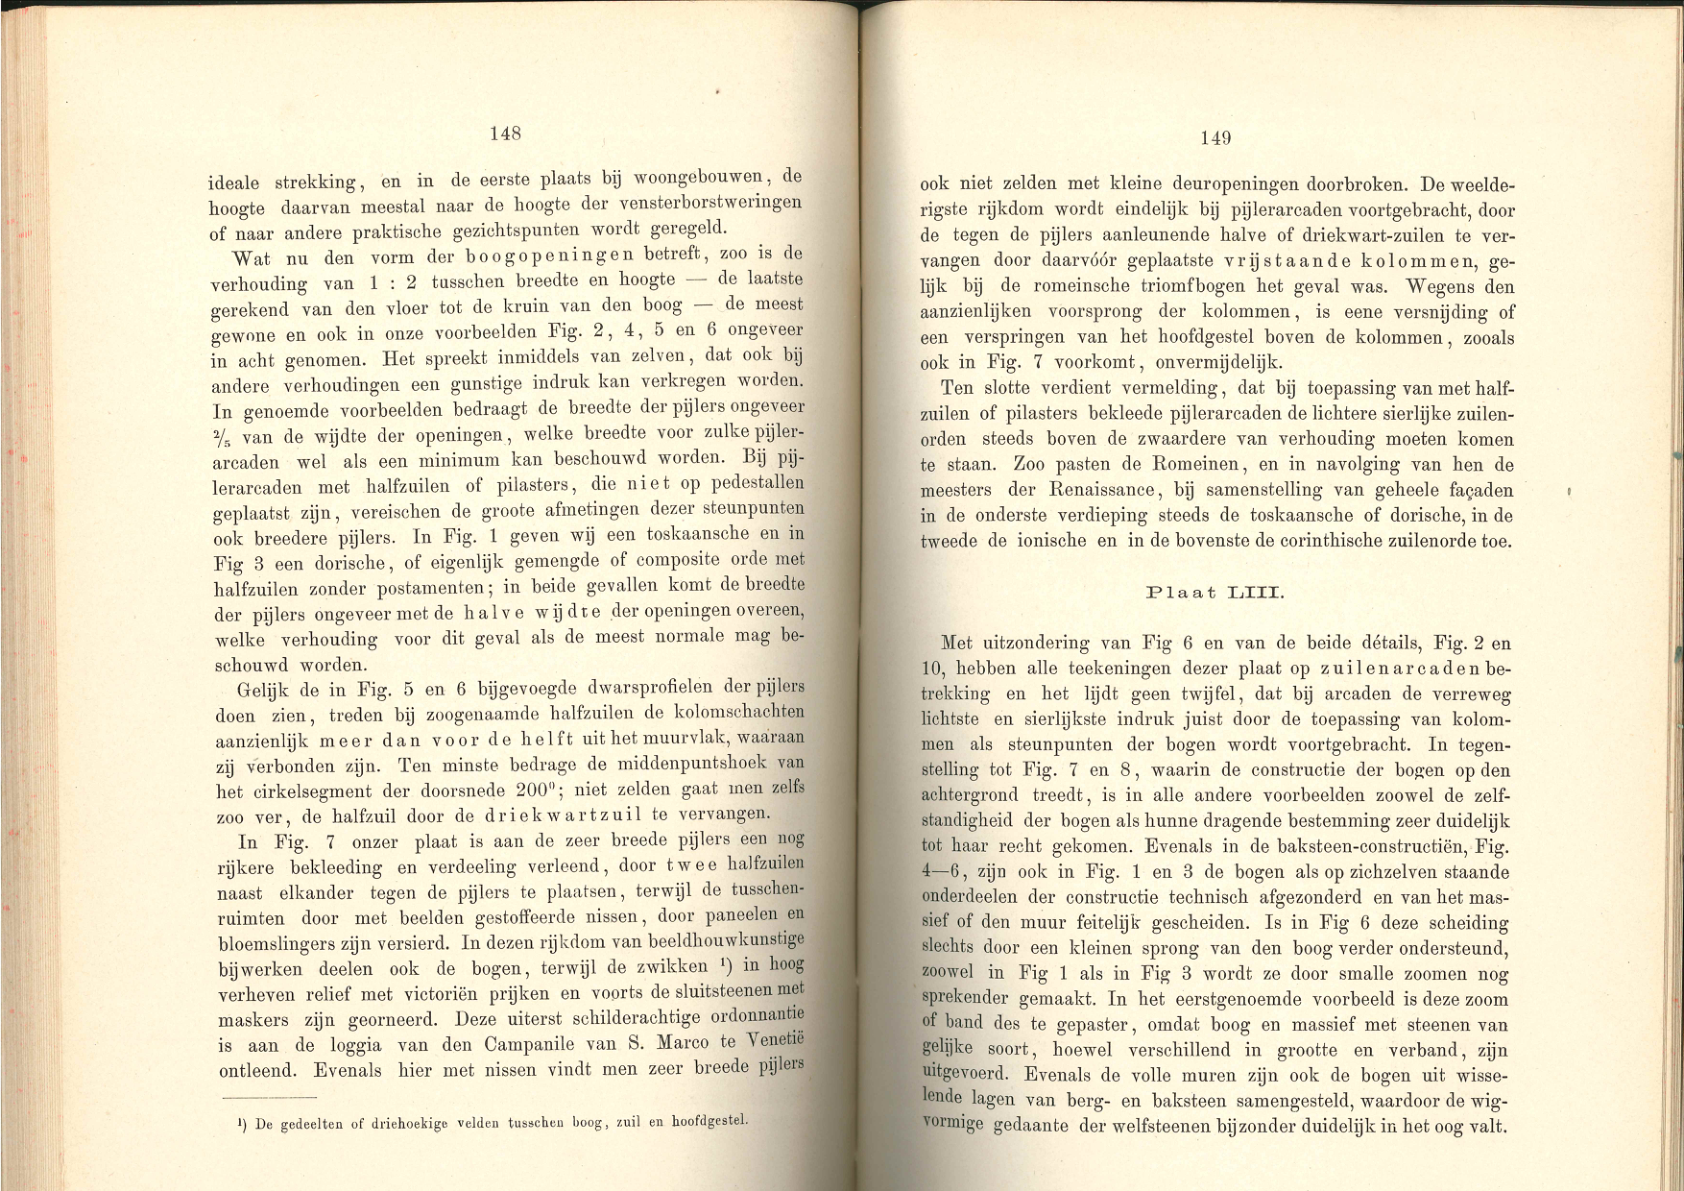 148
ideale strekking, en in de eerste plaats bij woongebouwen, de
hoogte daarvan meestal naar de hoogte der vensterborstweringen
of naar andere praktische gezichtspunten wordt geregeld.
Wat nu den vorm der boogopeningen betreft, zoo is de
verhouding van 1 : 2 tusschen breedte en hoogte — de laatste
gerekend van den vloer tot de kruin van den boog — de meest
gewone en ook in onze voorbeelden Fig. 2, 4, 5 en 6 ongeveer
in acht genomen. Het spreekt inmiddels van zelven, dat ook bij
andere verhoudingen een gunstige indruk kan verkregen worden.
In genoemde voorbeelden bedraagt de breedte der pijlers ongeveer
²/₅ van de wijdte der openingen, welke breedte voor zulke pijler-
arcaden wel als een minimum kan beschouwd worden. Bij pij-
lerarcaden met halfzuilen of pilasters, die niet op pedestallen
geplaatst zijn, vereischen de groote afmetingen dezer steunpunten
ook breedere pijlers. In Fig. 1 geven wij een toskaansche en in
Fig 3 een dorische, of eigenlijk gemengde of composite orde met
halfzuilen zonder postamenten; in beide gevallen komt de breedte
der pijlers ongeveer met de halve wijdte der openingen overeen,
welke verhouding voor dit geval als de meest normale mag be-
schouwd worden.
Gelijk de in Fig. 5 en 6 bijgevoegde dwarsprofielen der pijlers
doen zien, treden bij zoogenaamde halfzuilen de kolomschachten
aanzienlijk meer dan voor de helft uit het muurvlak, waaraan
zij verbonden zijn. Ten minste bedrage de middenpuntshoek van
het cirkelsegment der doorsnede 200⁰; niet zelden gaat men zelfs
zoo ver, de halfzuil door de driekwartzuil te vervangen.
In Fig. 7 onzer plaat is aan de zeer breede pijlers een nog
rijkere bekleeding en verdeeling verleend, door twee halfzuilen
naast elkander tegen de pijlers te plaatsen, terwijl de tusschen-
ruimten door met beelden gestoffeerde nissen, door paneelen en
bloemslingers zijn versierd. In dezen rijkdom van beeldhouwkunstige
bijwerken deelen ook de bogen, terwijl de zwikken ¹) in hoog
verheven relief met victoriën prijken en voorts de sluitsteenen met
maskers zijn georneerd. Deze uiterst schilderachtige ordonnantie
is aan de loggia van den Campanile van S. Marco te Venetië
ontleend. Evenals hier met nissen vindt men zeer breede pijlers
¹) De gedeelten of driehoekige velden tusschen boog, zuil en hoofdgestel.
149
ook niet zelden met kleine deuropeningen doorbroken. De weelde-
rigste rijkdom wordt eindelijk bij pijlerarcaden voortgebracht, door
de tegen de pijlers aanleunende halve of driekwart-zuilen te ver-
vangen door daarvóór geplaatste vrijstaande kolommen, ge-
lijk bij de romeinsche triomfbogen het geval was. Wegens den
aanzienlijken voorsprong der kolommen, is eene versnijding of
een verspringen van het hoofdgestel boven de kolommen, zooals
ook in Fig. 7 voorkomt, onvermijdelijk.
Ten slotte verdient vermelding, dat bij toepassing van met half-
zuilen of pilasters bekleede pijlerarcaden de lichtere sierlijke zuilen-
orden steeds boven de zwaardere van verhouding moeten komen
te staan. Zoo pasten de Romeinen, en in navolging van hen de
meesters der Renaissance, bij samenstelling van geheele façaden
in de onderste verdieping steeds de toskaansche of dorische, in de
tweede de ionische en in de bovenste de corinthische zuilenorde toe.
Plaat LIII.
Met uitzondering van Fig 6 en van de beide détails, Fig. 2 en
10, hebben alle teekeningen dezer plaat op zuilenarcaden be-
trekking en het lijdt geen twijfel, dat bij arcaden de verreweg
lichtste en sierlijkste indruk juist door de toepassing van kolom-
men als steunpunten der bogen wordt voortgebracht. In tegen-
stelling tot Fig. 7 en 8, waarin de constructie der bogen op den
achtergrond treedt, is in alle andere voorbeelden zoowel de zelf-
standigheid der bogen als hunne dragende bestemming zeer duidelijk
tot haar recht gekomen. Evenals in de baksteen-constructiën, Fig.
4—6, zijn ook in Fig. 1 en 3 de bogen als op zichzelven staande
onderdeelen der constructie technisch afgezonderd en van het mas-
sief of den muur feitelijk gescheiden. Is in Fig 6 deze scheiding
slechts door een kleinen sprong van den boog verder ondersteund,
zoowel in Fig 1 als in Fig 3 wordt ze door smalle zoomen nog
sprekender gemaakt. In het eerstgenoemde voorbeeld is deze zoom
of band des te gepaster, omdat boog en massief met steenen van
gelijke soort, hoewel verschillend in grootte en verband, zijn
uitgevoerd. Evenals de volle muren zijn ook de bogen uit wisse-
lende lagen van berg- en baksteen samengesteld, waardoor de wig-
vormige gedaante der welfsteenen bijzonder duidelijk in het oog valt.